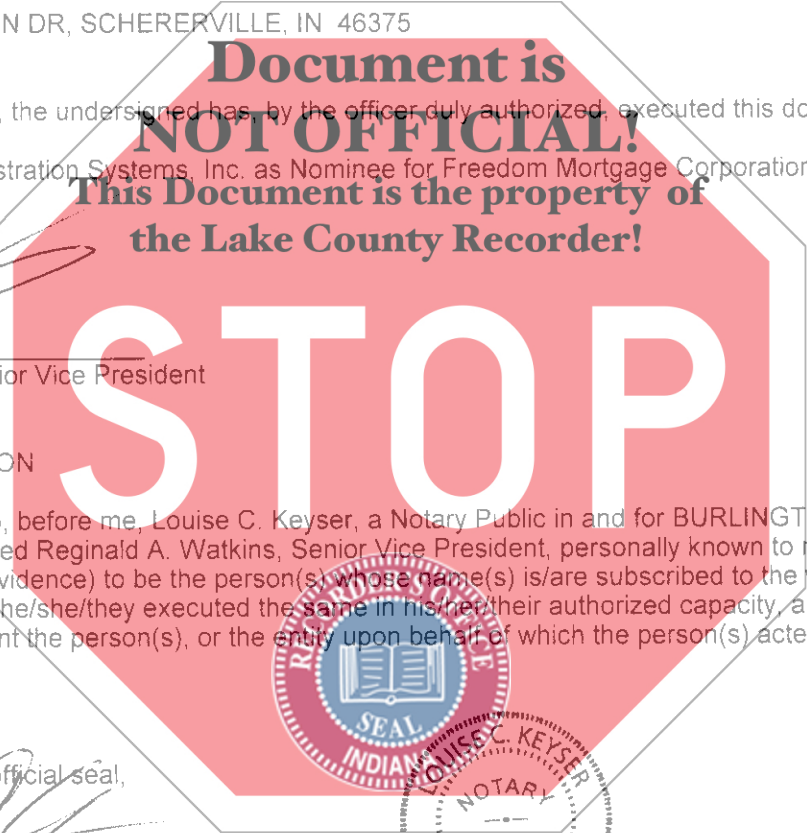 N DR, SCHERERVILLE, IN 46375
Document is
, the undersigned has, by the officer duly authorized, executed this do
NOT OFFICIAL!
stration Systems, Inc. as Nominee for Freedom Mortgage Corporation
This Document is the property of
the Lake County Recorder!
STOP
ior Vice President
ON
, before me, Louise C. Keyser, a Notary Public in and for BURLINGT
ed Reginald A. Watkins, Senior Vice President, personally known to
vidence) to be the person(s) whose name(s) is/are subscribed to the
he/she/they executed the same in his/her/their authorized capacity, a
nt the person(s), or the entity upon behalf of which the person(s) acte
RECORDER'S OFFICE
SEAL
INDIANA
fficial seal,
LOUISE C. KEYSER
NOTARY